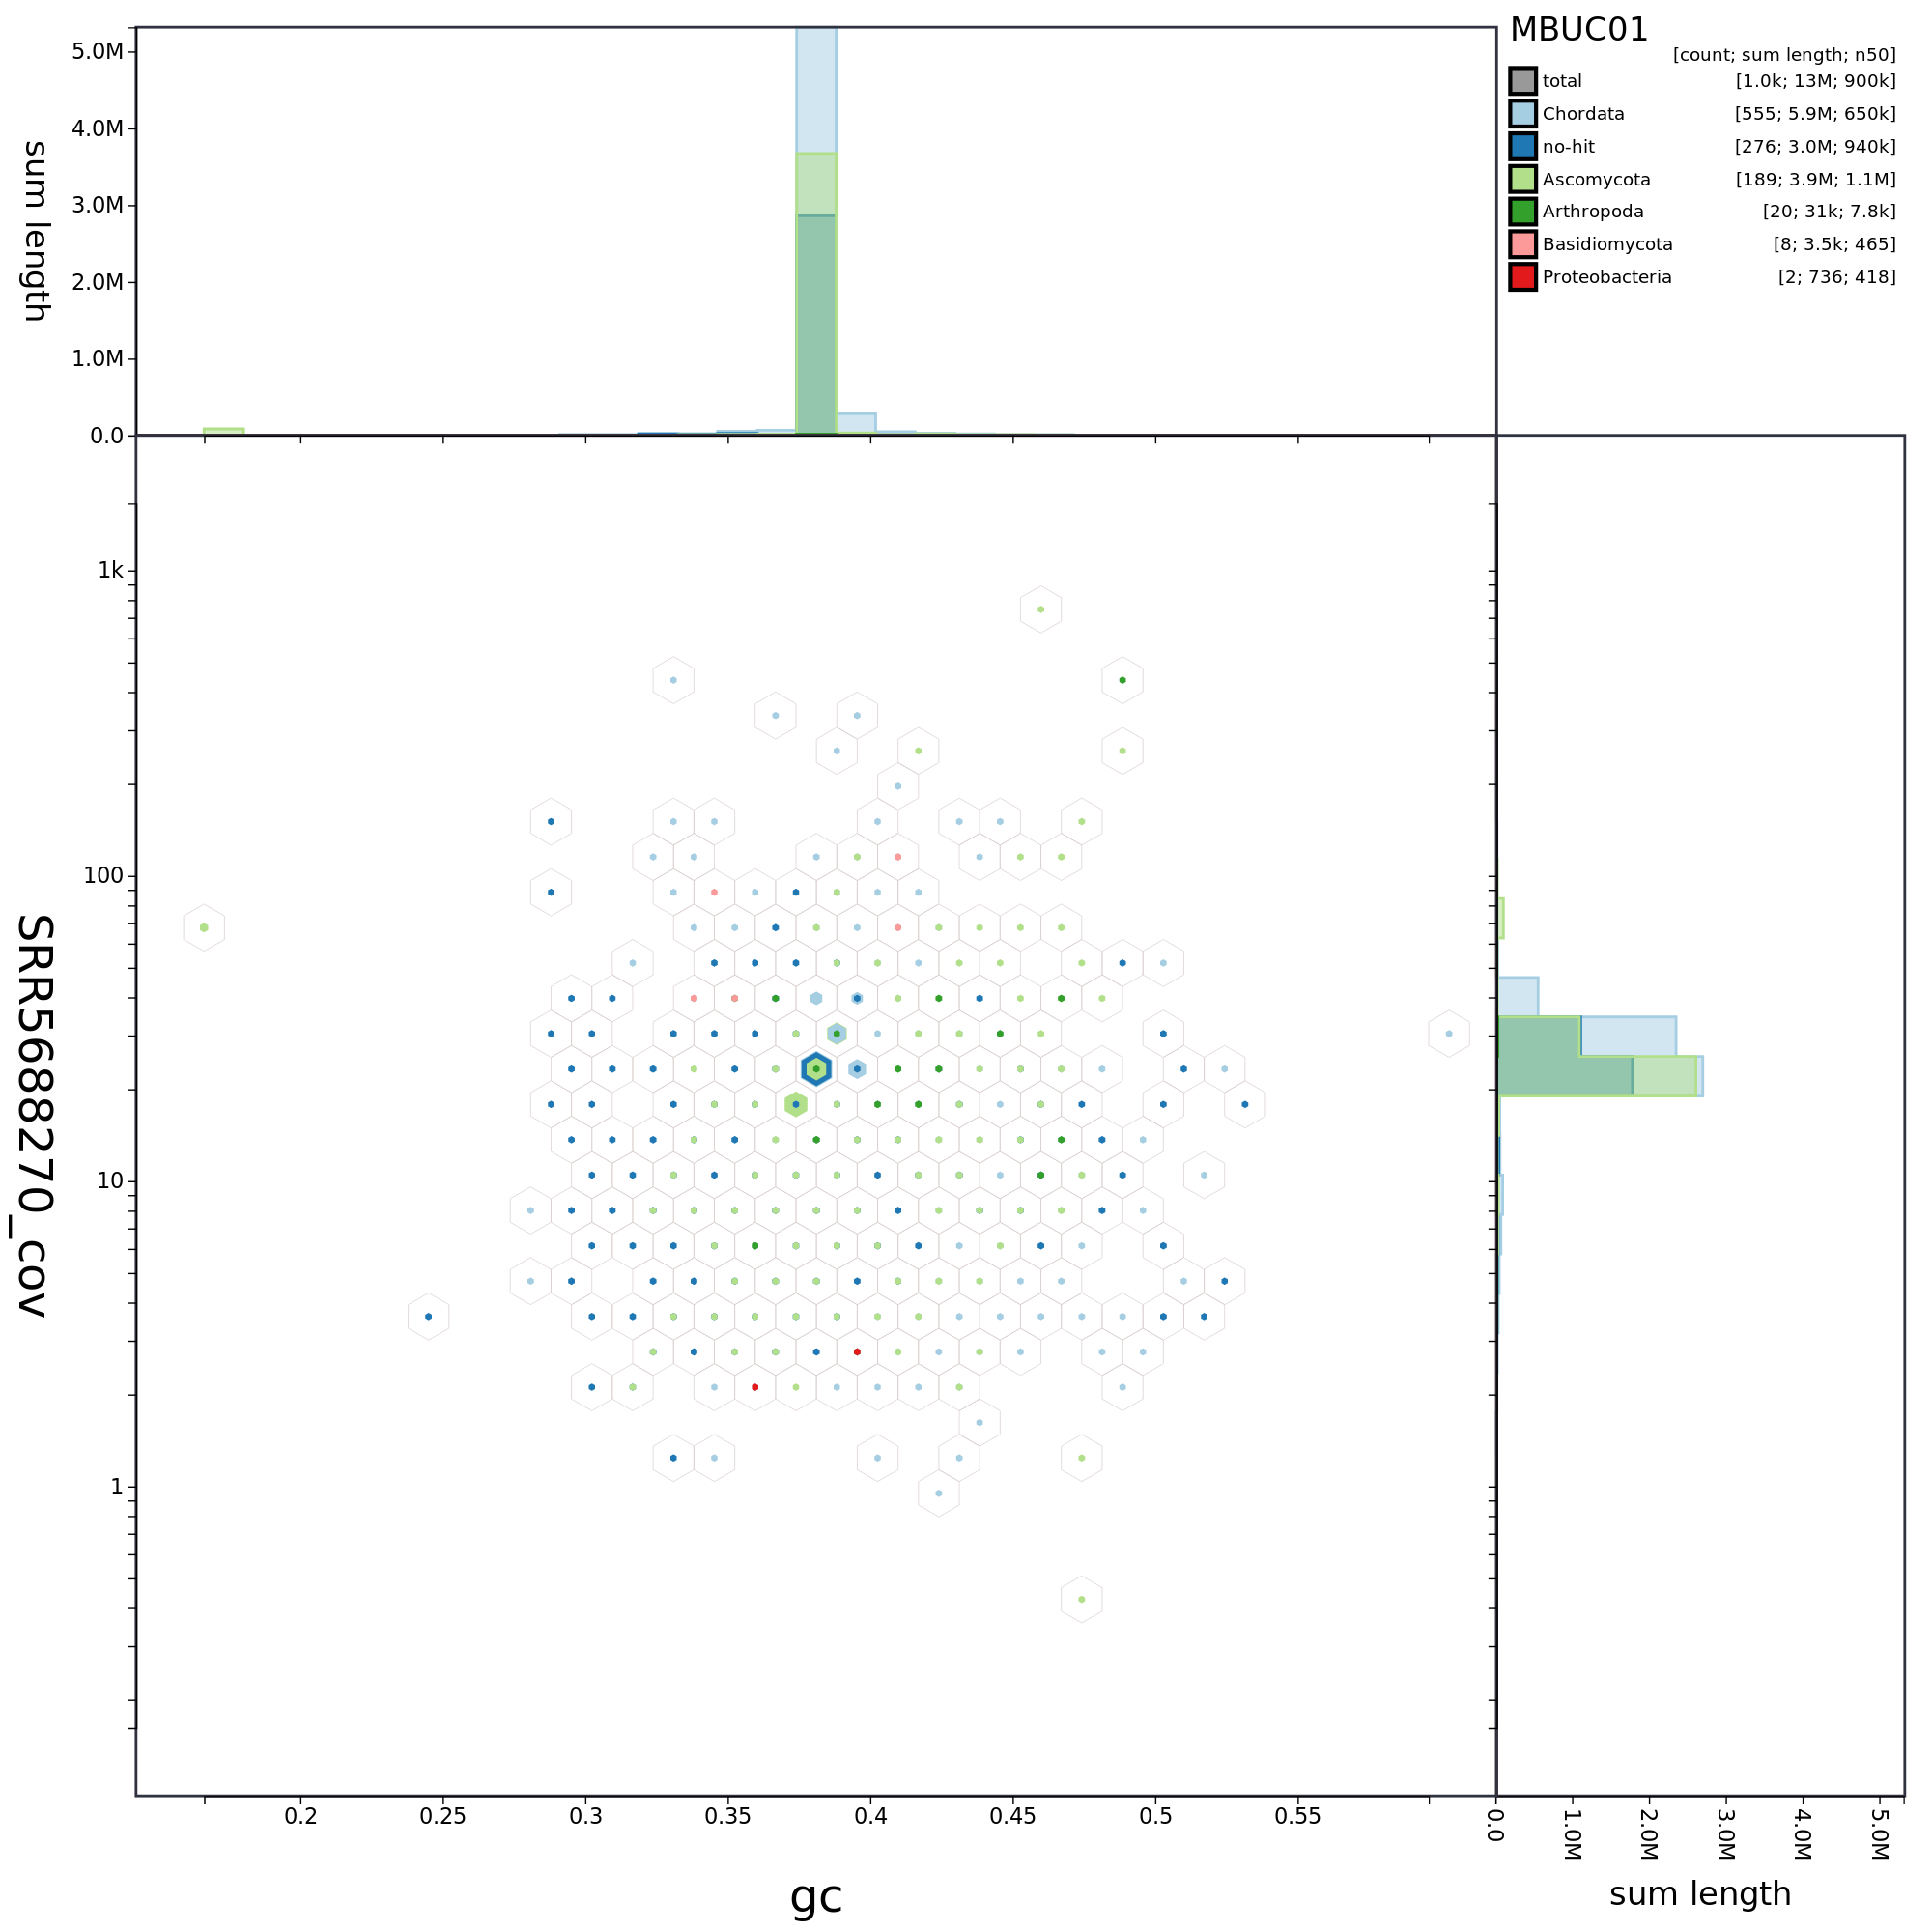 MBUC01
[count; sum length; n50]
total [1.0k; 13M; 900k]
Chordata [555; 5.9M; 650k]
no-hit [276; 3.0M; 940k]
Ascomycota [189; 3.9M; 1.1M]
Arthropoda [20; 31k; 7.8k]
Basidiomycota [8; 3.5k; 465]
Proteobacteria [2; 736; 418]
sum length
5.0M
4.0M
3.0M
2.0M
1.0M
0.0
SRR5688270_cov
1k
100
10
1
0.2 0.25 0.3 0.35 0.4 0.45 0.5 0.55
gc
0.0 1.0M 2.0M 3.0M 4.0M 5.0M
sum length